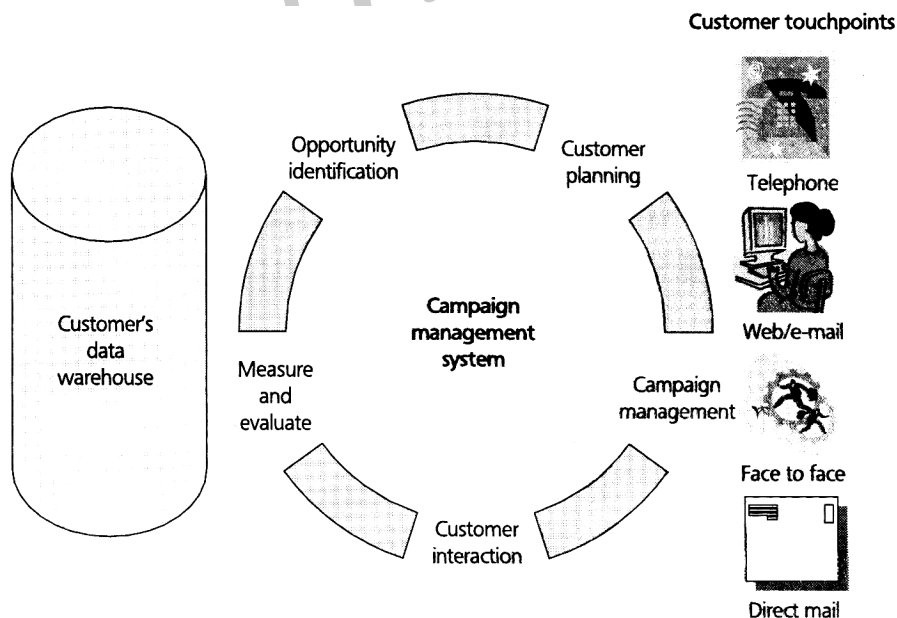 Customer touchpoints
Opportunity
identification
Customer
planning
Telephone
Customer's
data
warehouse
Campaign
management
system
Web/e-mail
Measure
and
evaluate
Campaign
management
Face to face
Customer
interaction
Direct mail